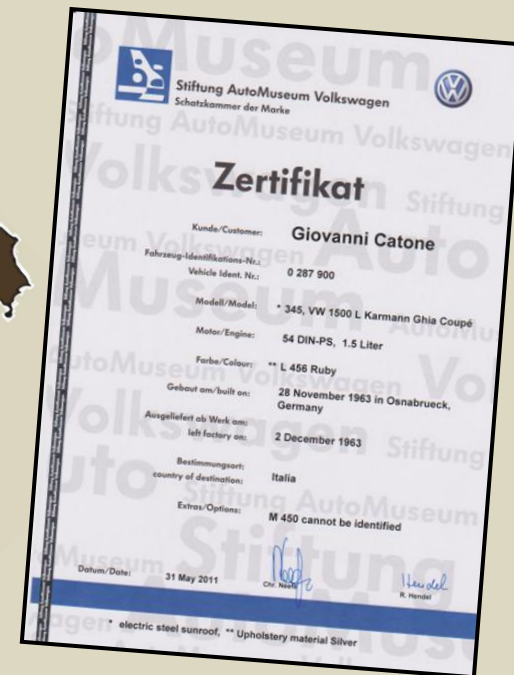 Stiftung AutoMuseum Volkswagen
Schatzkammer der Marke
Zertifikat
Kunde/Customer: Giovanni Catone
Fahrzeug-Identifikations-Nr.:
Vehicle Ident. Nr.: 0 287 900
Modell/Model: * 345, VW 1500 L Karmann Ghia Coupé
Motor/Engine: 54 DIN-PS, 1.5 Liter
Farbe/Colour: ** L 456 Ruby
Gebaut am/built on: 28 November 1963 in Osnabrueck,
Germany
Ausgeliefert ab Werk am:
left factory on: 2 December 1963
Bestimmungsort:
country of destination: Italia
Extras/Options: M 450 cannot be identified
Datum/Date: 31 May 2011
R. Hendel
* electric steel sunroof, ** Upholstery material Silver